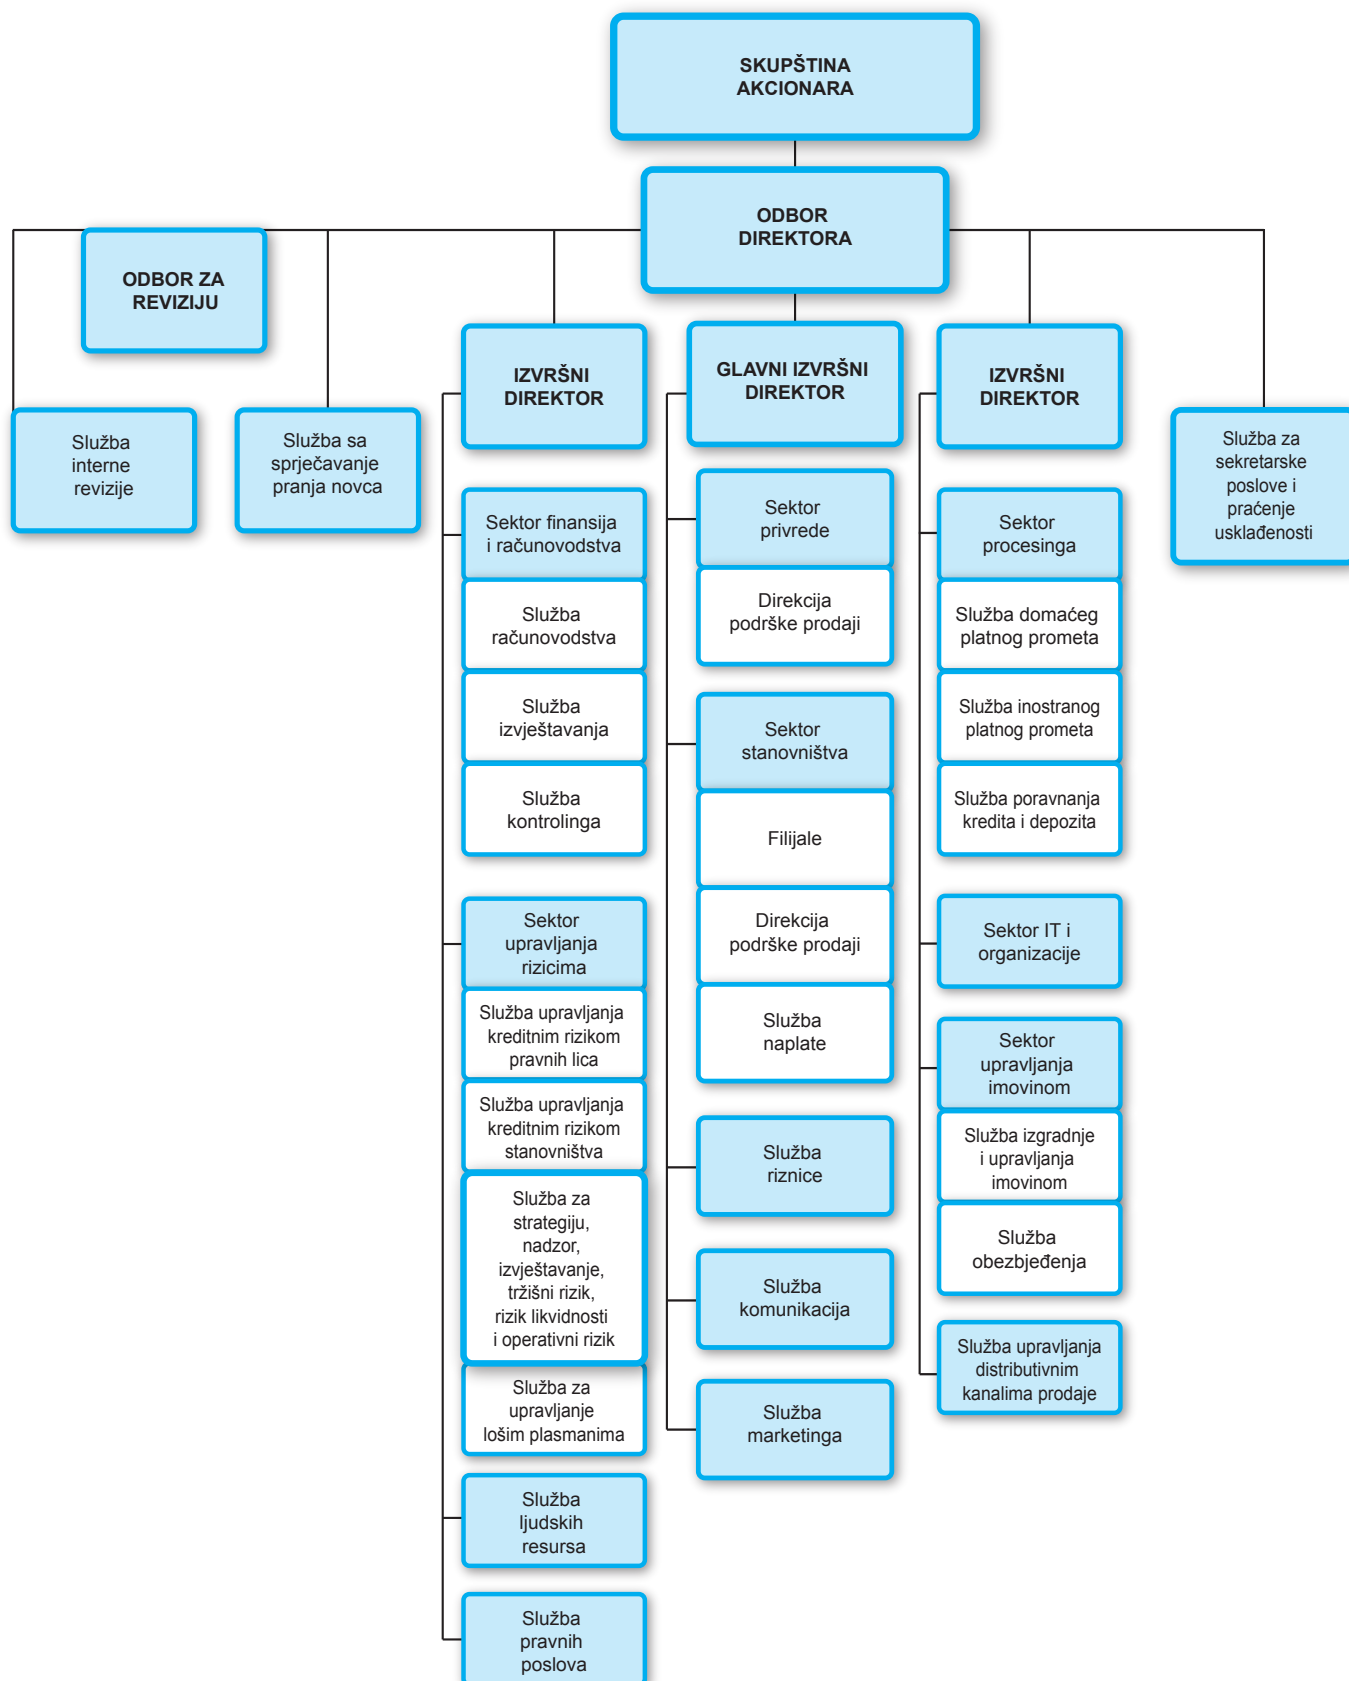 SKUPŠTINA
AKCIONARA
ODBOR
DIREKTORA
ODBOR ZA
REVIZIJU
IZVRŠNI
DIREKTOR
GLAVNI IZVRŠNI
DIREKTOR
IZVRŠNI
DIREKTOR
Služba
interne
revizije
Služba sa
sprječavanje
pranja novca
Služba za
sekretarske
poslove i
praćenje
usklađenosti
Sektor finansija
i računovodstva
Služba
računovodstva
Služba
izvještavanja
Služba
kontrolinga
Sektor
upravljanja
rizicima
Služba upravljanja
kreditnim rizikom
pravnih lica
Služba upravljanja
kreditnim rizikom
stanovništva
Služba za
strategiju,
nadzor,
izvještavanje,
tržišni rizik,
rizik likvidnosti
i operativni rizik
Služba za
upravljanje
lošim plasmanima
Služba
ljudskih
resursa
Služba
pravnih
poslova
Sektor
privrede
Direkcija
podrške prodaji
Sektor
stanovništva
Filijale
Direkcija
podrške prodaji
Služba
naplate
Služba
riznice
Služba
komunikacija
Služba
marketinga
Sektor
procesinga
Služba domaćeg
platnog prometa
Služba inostranog
platnog prometa
Služba poravnanja
kredita i depozita
Sektor IT i
organizacije
Sektor
upravljanja
imovinom
Služba izgradnje
i upravljanja
imovinom
Služba
obezbjeđenja
Služba upravljanja
distributivnim
kanalima prodaje